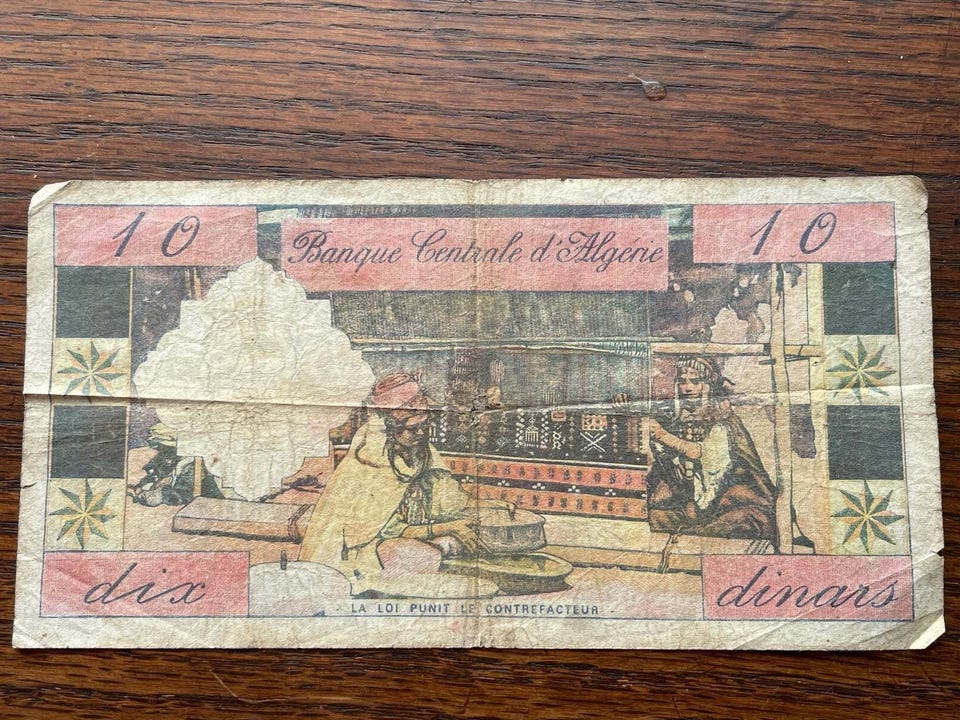 10
Banque Centrale d'Algérie
10
dix
- LA LOI PUNIT LE CONTREFACTEUR -
dinars